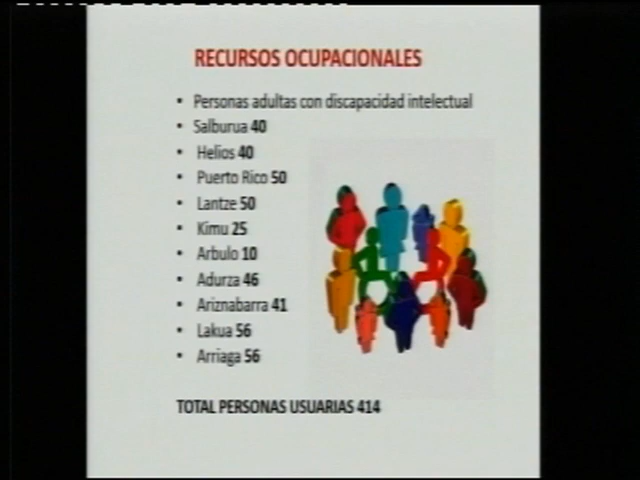 RECURSOS OCUPACIONALES
• Personas adultas con discapacidad intelectual
• Salburua 40
• Helios 40
• Puerto Rico 50
• Lantze 50
• Kimu 25
• Arbulo 10
• Adurza 46
• Ariznabarra 41
• Lakua 56
• Arriaga 56
TOTAL PERSONAS USUARIAS 414